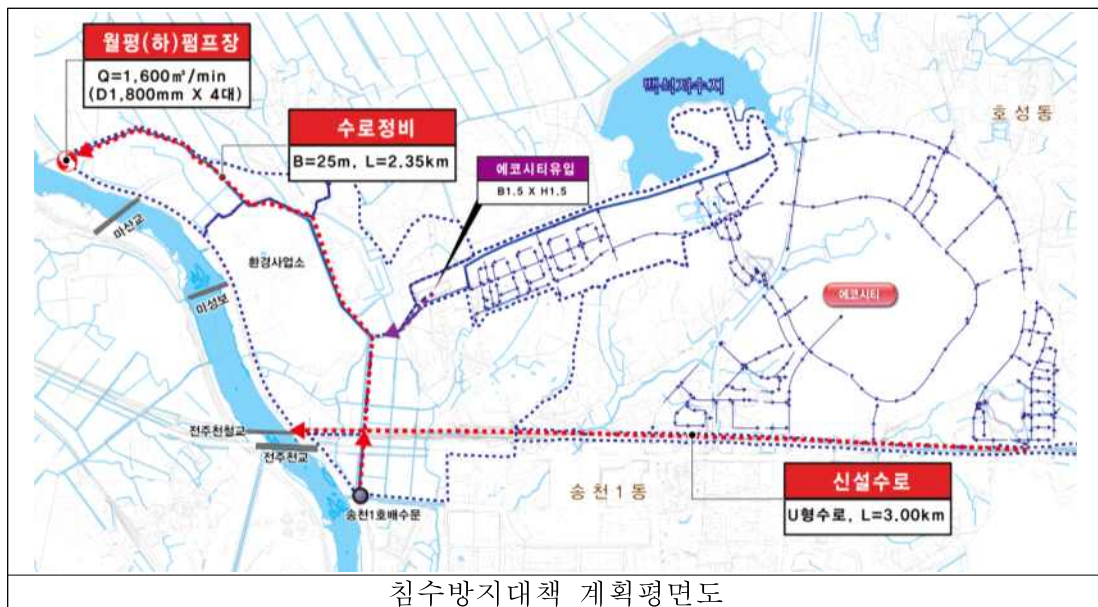 월평(하)펌프장
Q=1,600㎥/min
(D1,800mm X 4대)
수로정비
B=25m, L=2.35km
에코시티유입
B1.5 X H1.5
백석저수지
호성동
마산교
환경사업소
미성보
에코시티
전주천철교
전주천교
송천1호배수문
송천1동
신설수로
U형수로, L=3.00km
침수방지대책 계획평면도